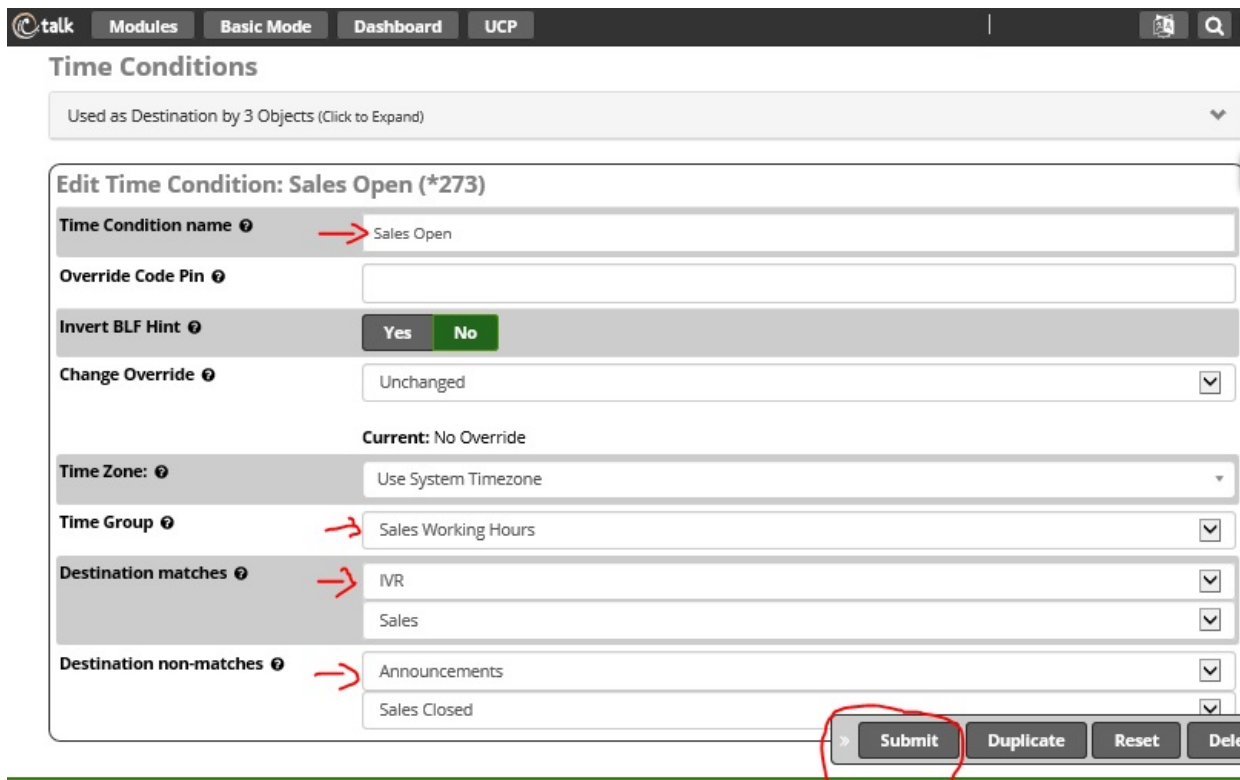 talk Modules Basic Mode Dashboard UCP
Time Conditions
Used as Destination by 3 Objects (Click to Expand)
Edit Time Condition: Sales Open (*273)
Time Condition name Sales Open
Override Code Pin
Invert BLF Hint Yes No
Change Override Unchanged
Current: No Override
Time Zone: Use System Timezone
Time Group Sales Working Hours
Destination matches IVR
Sales
Destination non-matches Announcements
Sales Closed
» Submit Duplicate Reset Dele